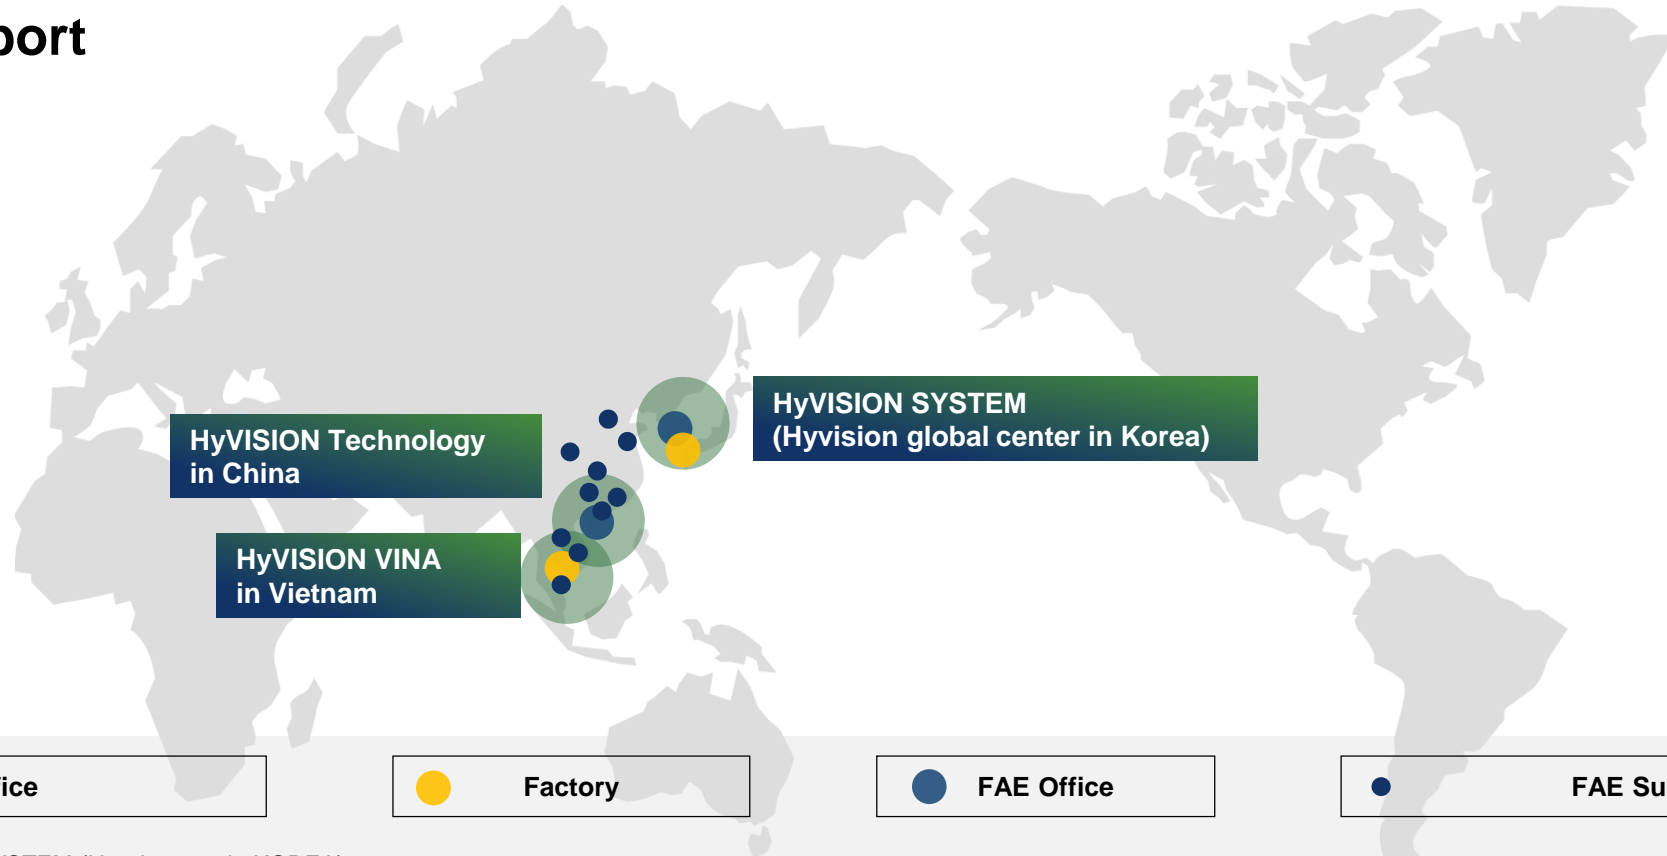 port
HyVISION SYSTEM
(Hyvision global center in Korea)
HyVISION Technology
in China
HyVISION VINA
in Vietnam
ice
Factory
FAE Office
FAE Su